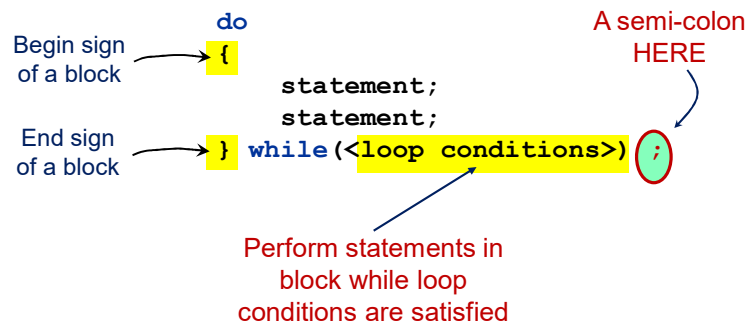 do
Begin sign
of a block
{
A semi-colon
HERE
statement;
statement;
End sign
of a block
} while(<loop conditions>) ;
Perform statements in
block while loop
conditions are satisfied